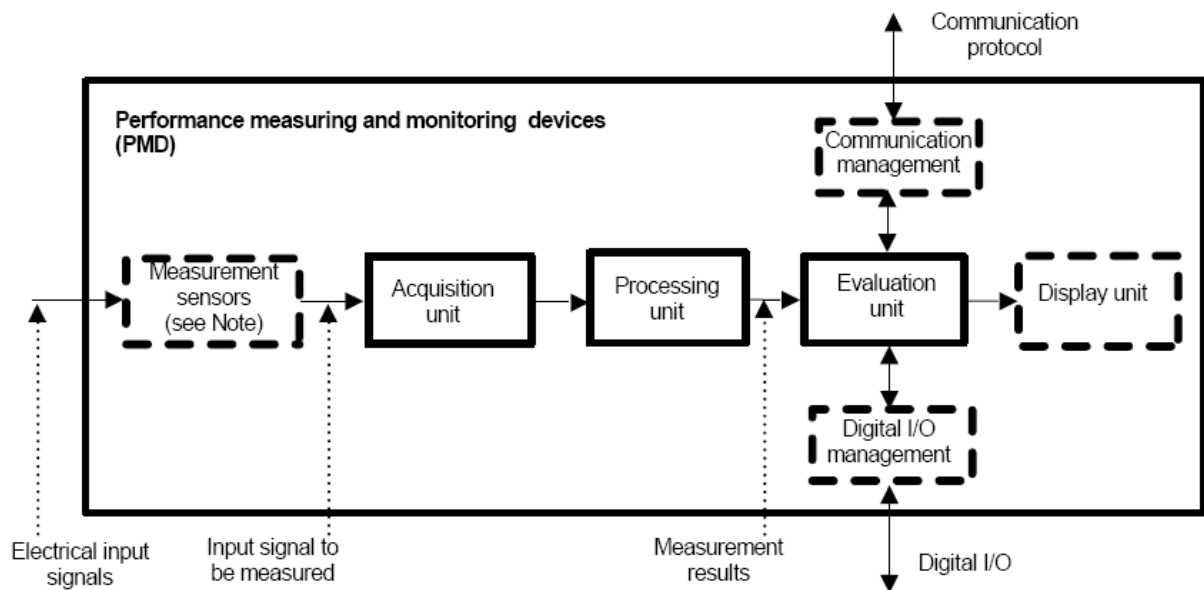 Communication
protocol
Performance measuring and monitoring devices
(PMD)
Communication
management
Measurement
sensors
(see Note)
Acquisition
unit
Processing
unit
Evaluation
unit
Display unit
Digital I/O
management
Electrical input
signals
Input signal to
be measured
Measurement
results
Digital I/O